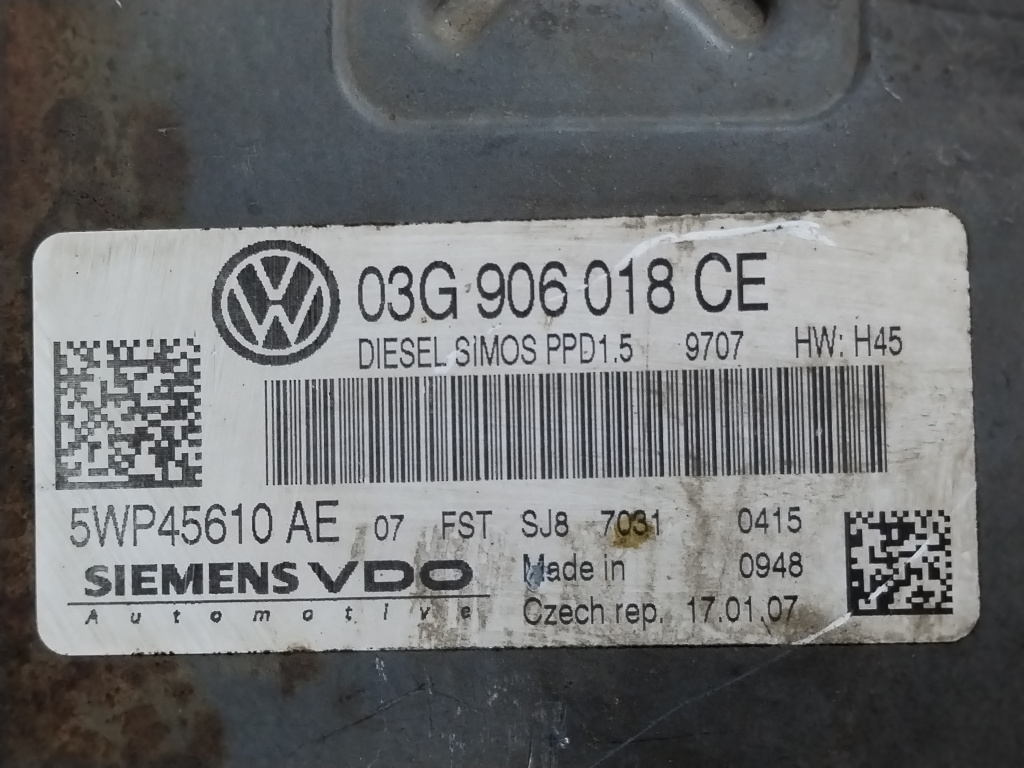 03G 906 018 CE
DIESEL SIMOS PPD1.5 9707 HW: H45
5WP45610 AE 07 FST SJ8 7031 0415
SIEMENS VDO Made in 0948
Automotive Czech rep. 17.01.07